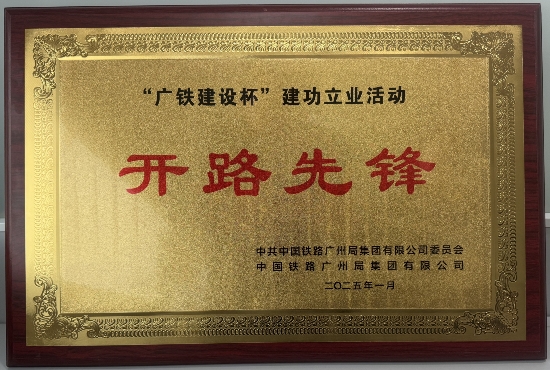 “广铁建设杯”建功立业活动
开路先锋
中共中国铁路广州局集团有限公司委员会
中国铁路广州局集团有限公司
二〇二五年一月